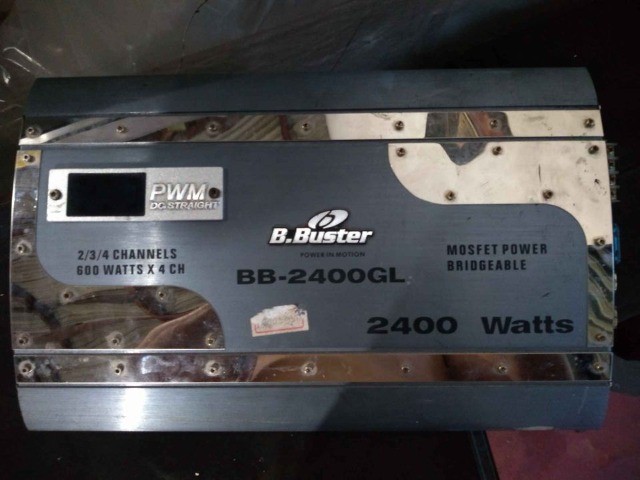 PWM
DC-STRAIGHT
B.Buster
POWER IN MOTION
2/3/4 CHANNELS
600 WATTS X 4 CH
BB-2400GL
MOSFET POWER
BRIDGEABLE
2400 Watts